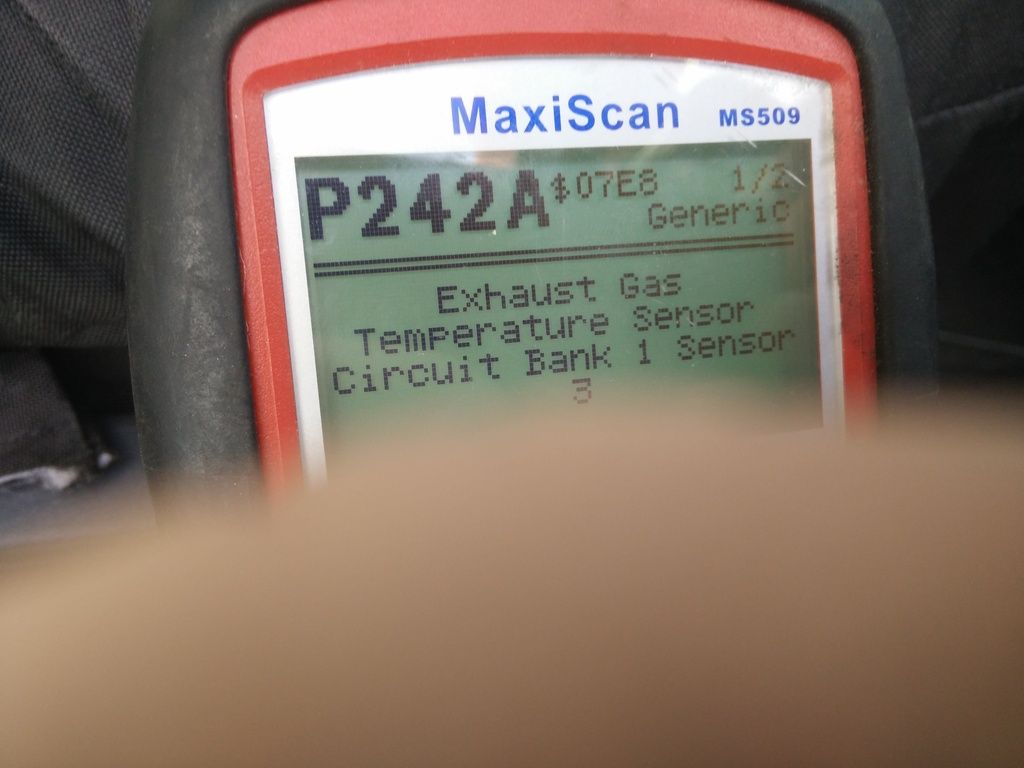 MaxiScan MS509
P242A $07E8 1/2
Generic
Exhaust Gas
Temperature Sensor
Circuit Bank 1 Sensor
3